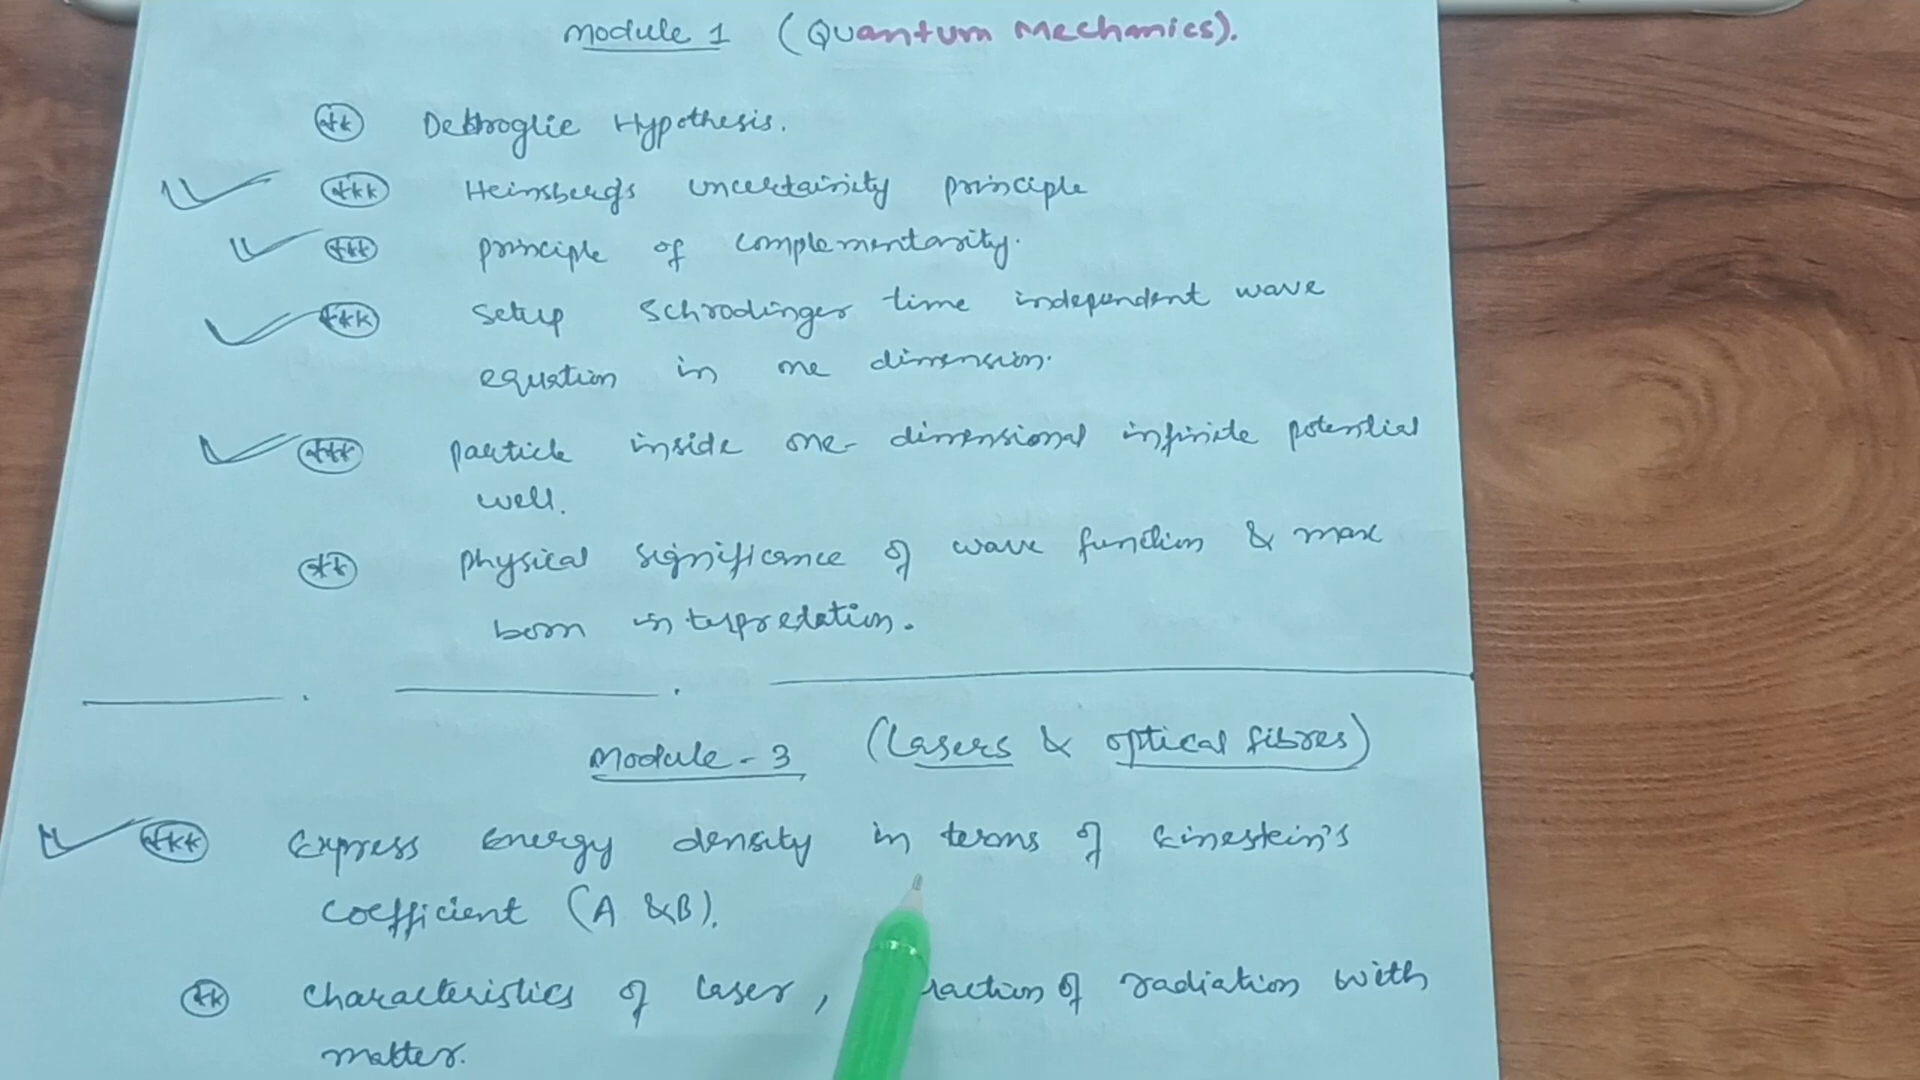 Module 1 (Quantum Mechanics).
** Debroglie Hypothesis.
*** Heinsberg's uncertainity principle
*** principle of complementarity.
*** setup Schrodinger time independent wave
equation in one dimension.
*** particle inside one-dimensional infinite potential
well.
** physical significance of wave function & max
born interpretation.
Module-3 (Lasers & optical fibres)
*** Express Energy density in terms of Einestein's
coefficient (A & B).
** characteristics of laser, raction of radiation with
matter.